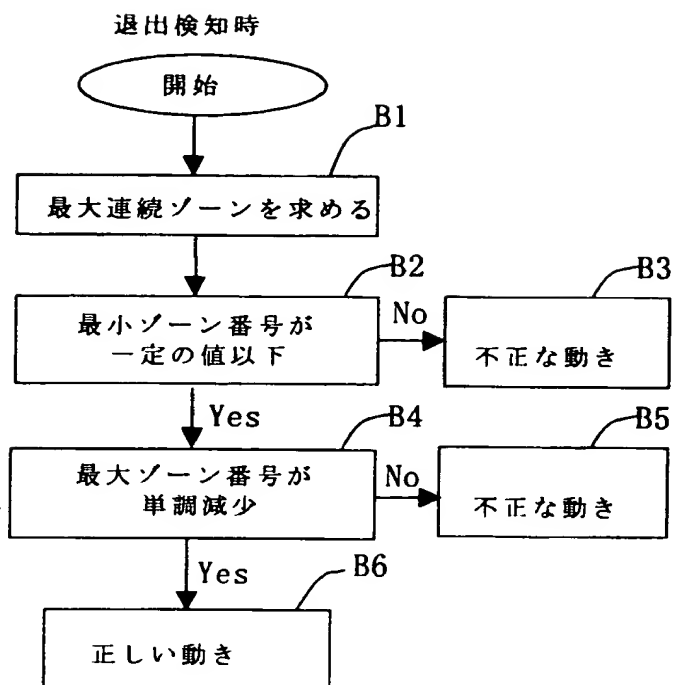 退出検知時
開始
B1
最大連続ゾーンを求める
B2
最小ゾーン番号が
一定の値以下
No
B3
不正な動き
Yes
B4
最大ゾーン番号が
単調減少
No
B5
不正な動き
Yes
B6
正しい動き